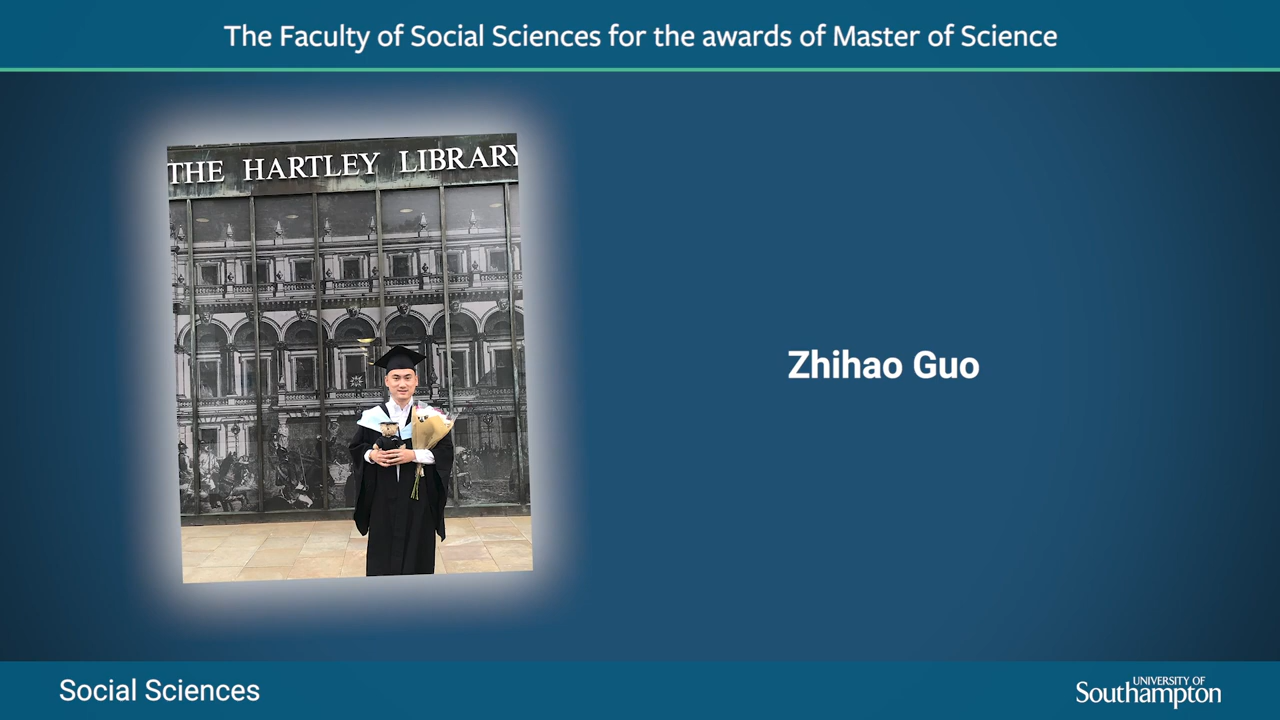 The Faculty of Social Sciences for the awards of Master of Science
THE HARTLEY LIBRARY
Zhihao Guo
Social Sciences
UNIVERSITY OF
Southampton